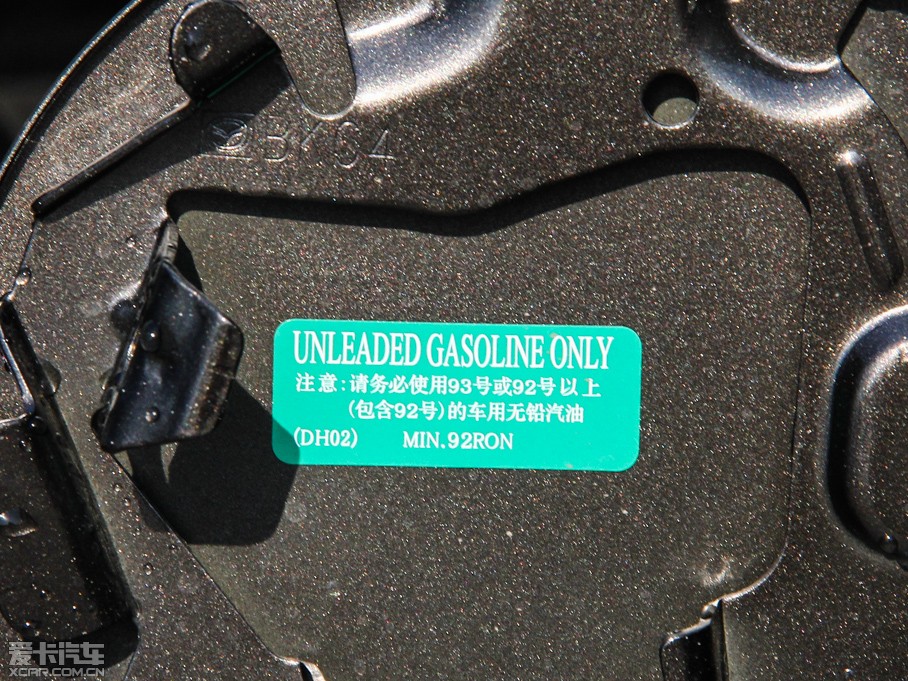 BKS4
UNLEADED GASOLINE ONLY
注意:请务必使用93号或92号以上
(包含92号)的车用无铅汽油
(DH02) MIN.92RON
爱卡汽车
XCAR.COM.CN